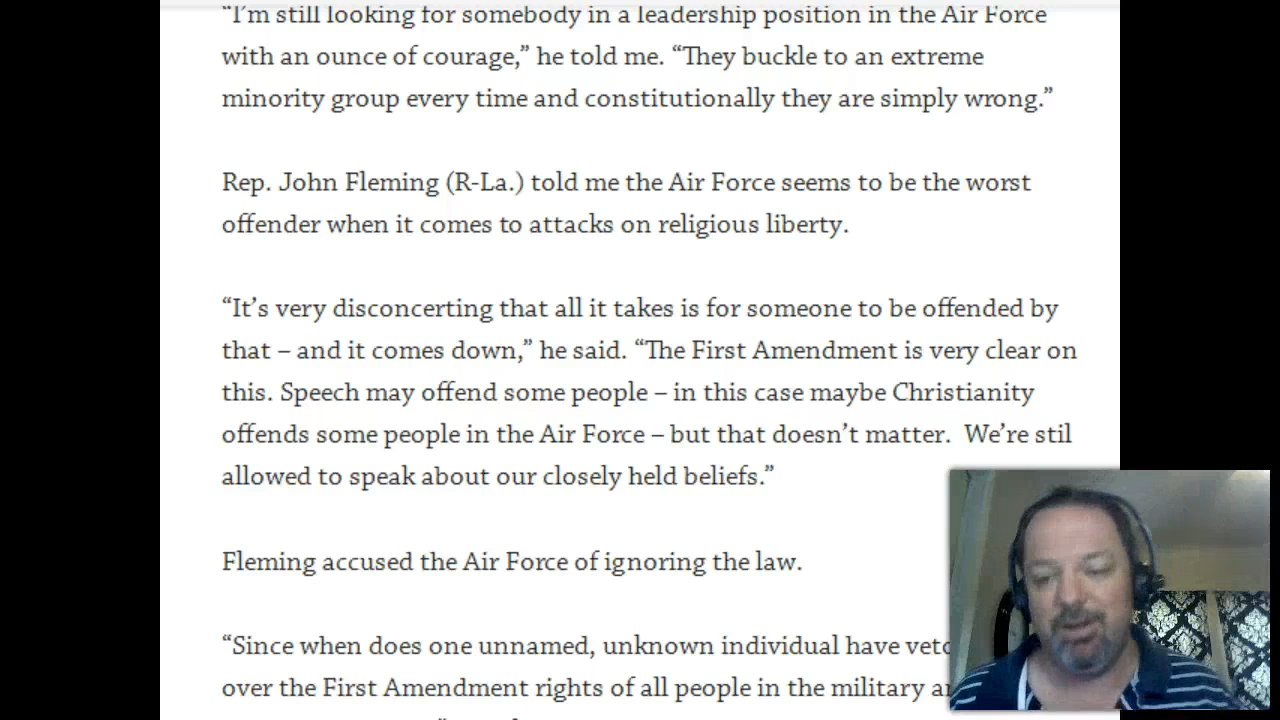 “I’m still looking for somebody in a leadership position in the Air Force
with an ounce of courage,” he told me. “They buckle to an extreme
minority group every time and constitutionally they are simply wrong.”
Rep. John Fleming (R-La.) told me the Air Force seems to be the worst
offender when it comes to attacks on religious liberty.
“It’s very disconcerting that all it takes is for someone to be offended by
that – and it comes down,” he said. “The First Amendment is very clear on
this. Speech may offend some people – in this case maybe Christianity
offends some people in the Air Force – but that doesn’t matter.  We’re stil
allowed to speak about our closely held beliefs.”
Fleming accused the Air Force of ignoring the law.
“Since when does one unnamed, unknown individual have
over the First Amendment rights of all people in the military